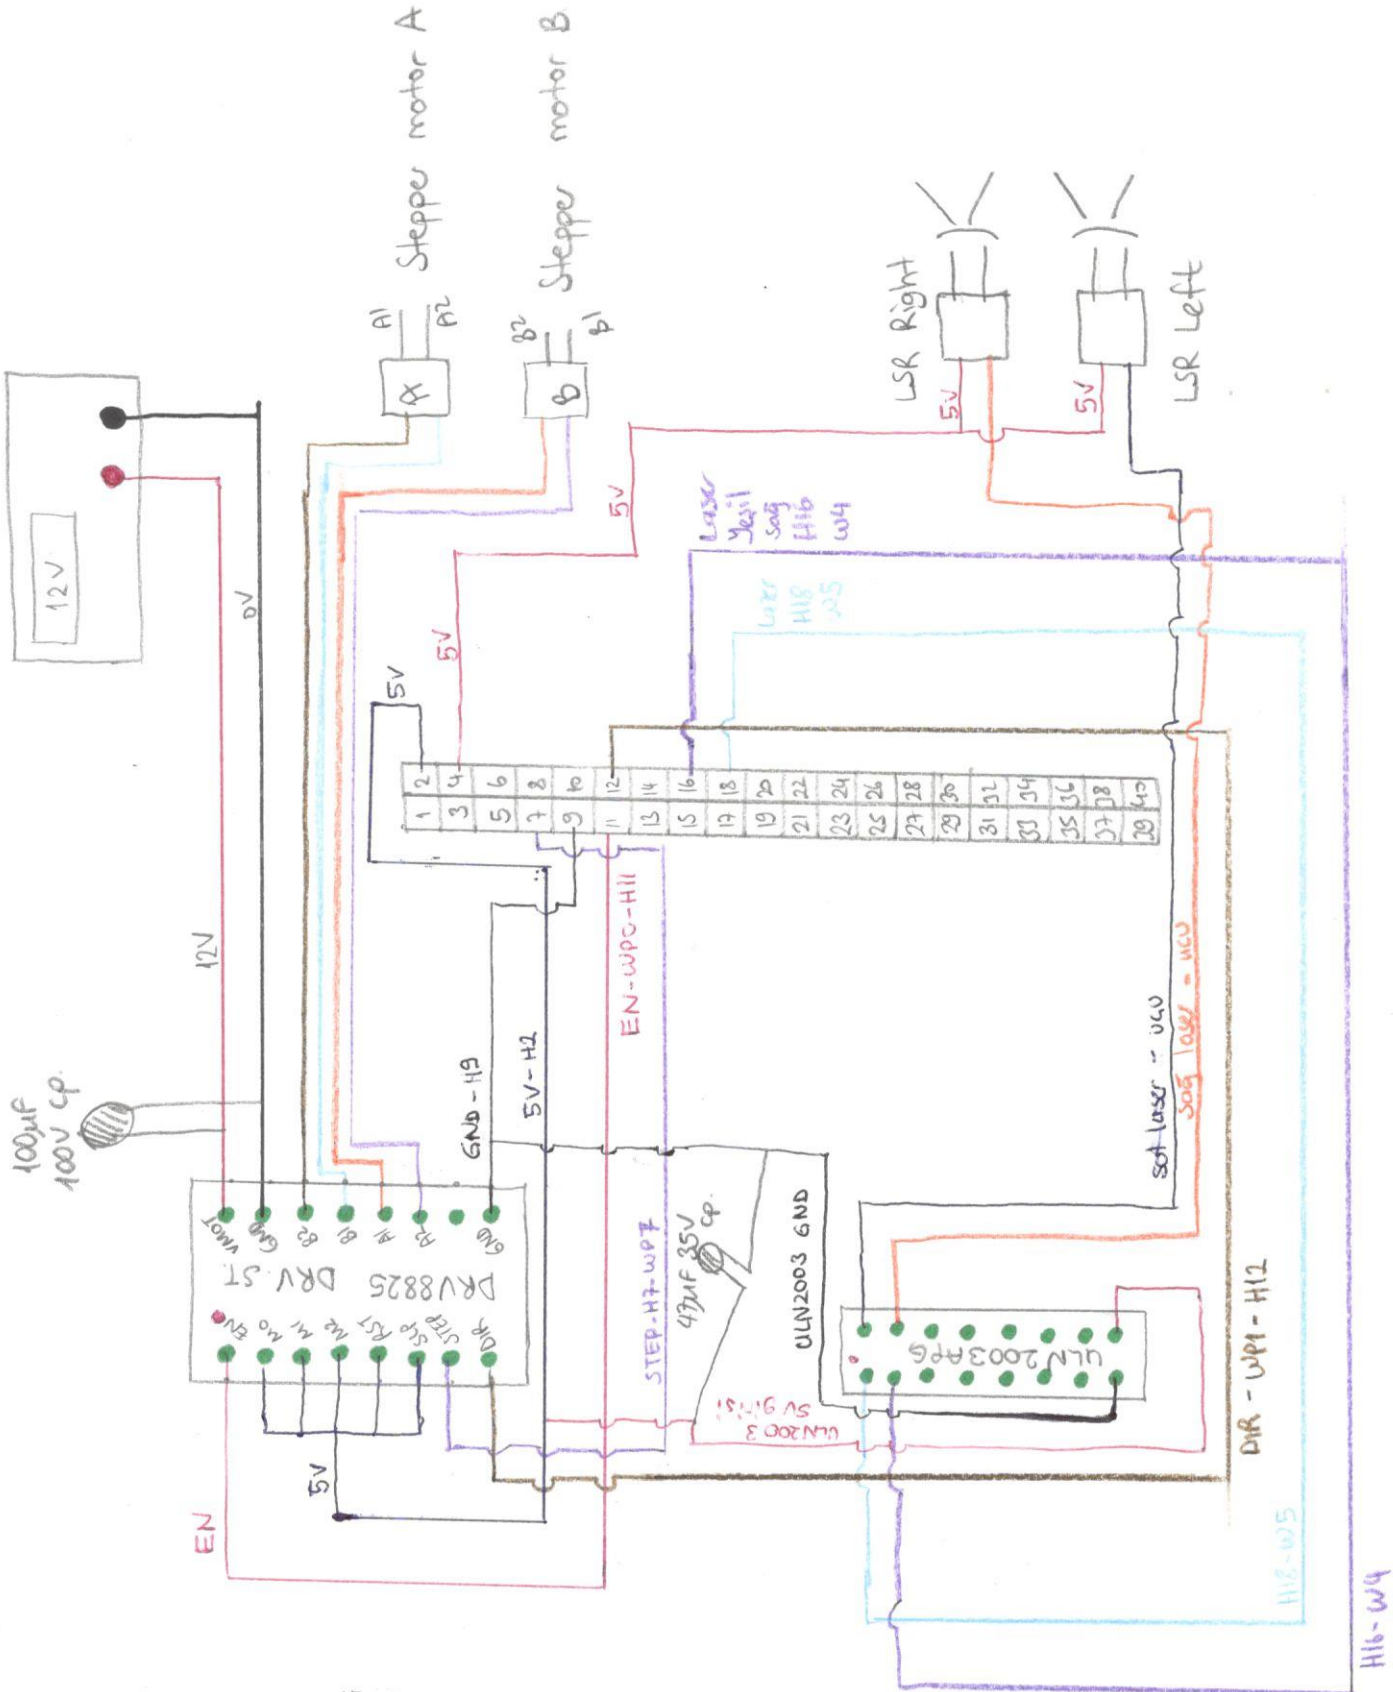 Stepper motor A
Stepper motor B
A1
A2
A
B2
B1
B
12V
0V
12V
100µF
100V cp.
LSR Right
LSR Left
5V
5V
5V
5V
5V
Laser
Yeşil
sağ
H16
W4
Laser
H18
W5
1 2
3 4
5 6
7 8
9 10
11 12
13 14
15 16
17 18
19 20
21 22
23 24
25 26
27 28
29 30
31 32
33 34
35 36
37 38
39 40
GND-H9
5V-H2
EN-WP0-H11
STEP-H7-WP7
VMOT
GND
B2
B1
A1
A2
GND
DRV ST.
DRV8825
EN
M0
M1
M2
RST
SLP
STEP
DIR
EN
5V
47µF 35V
cp.
ULN2003 GND
ULN2003
5V girişi
ULN2003APG
sol laser - ucu
sağ laser - ucu
DIR - WP1 - H12
H18-W5
H16-W4